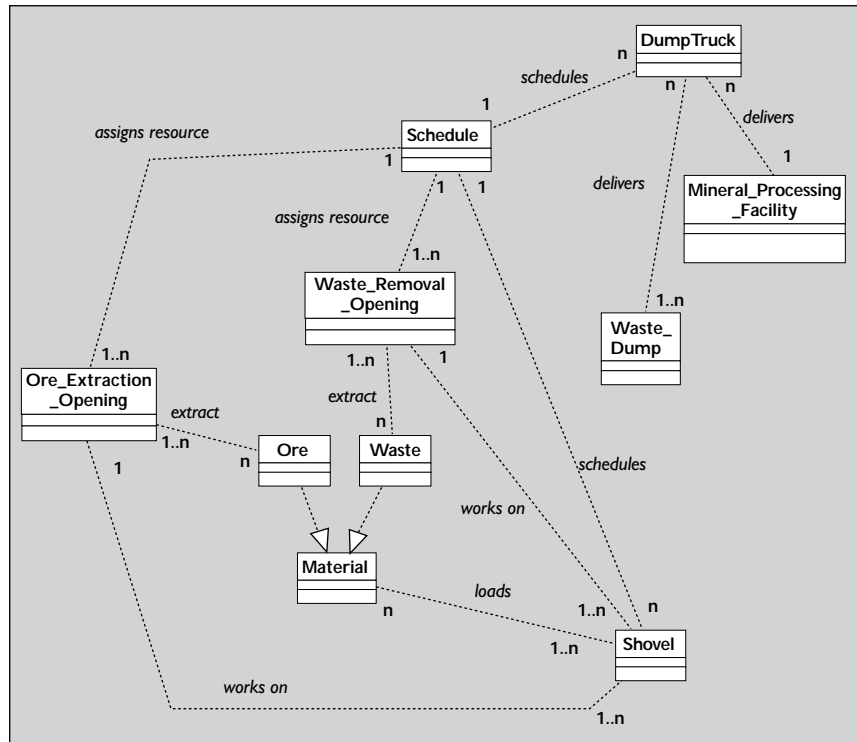 DumpTruck
n
schedules
n
n
1
delivers
assigns resource
Schedule
1
1
1
1
delivers
Mineral_Processing
_Facility
assigns resource
1..n
Waste_Removal
_Opening
1..n
Waste_
Dump
1..n
1..n
1
Ore_Extraction
_Opening
extract
extract
1..n
n
n
Ore
Waste
1
schedules
works on
Material
loads
n
1..n
n
1..n
Shovel
works on
1..n